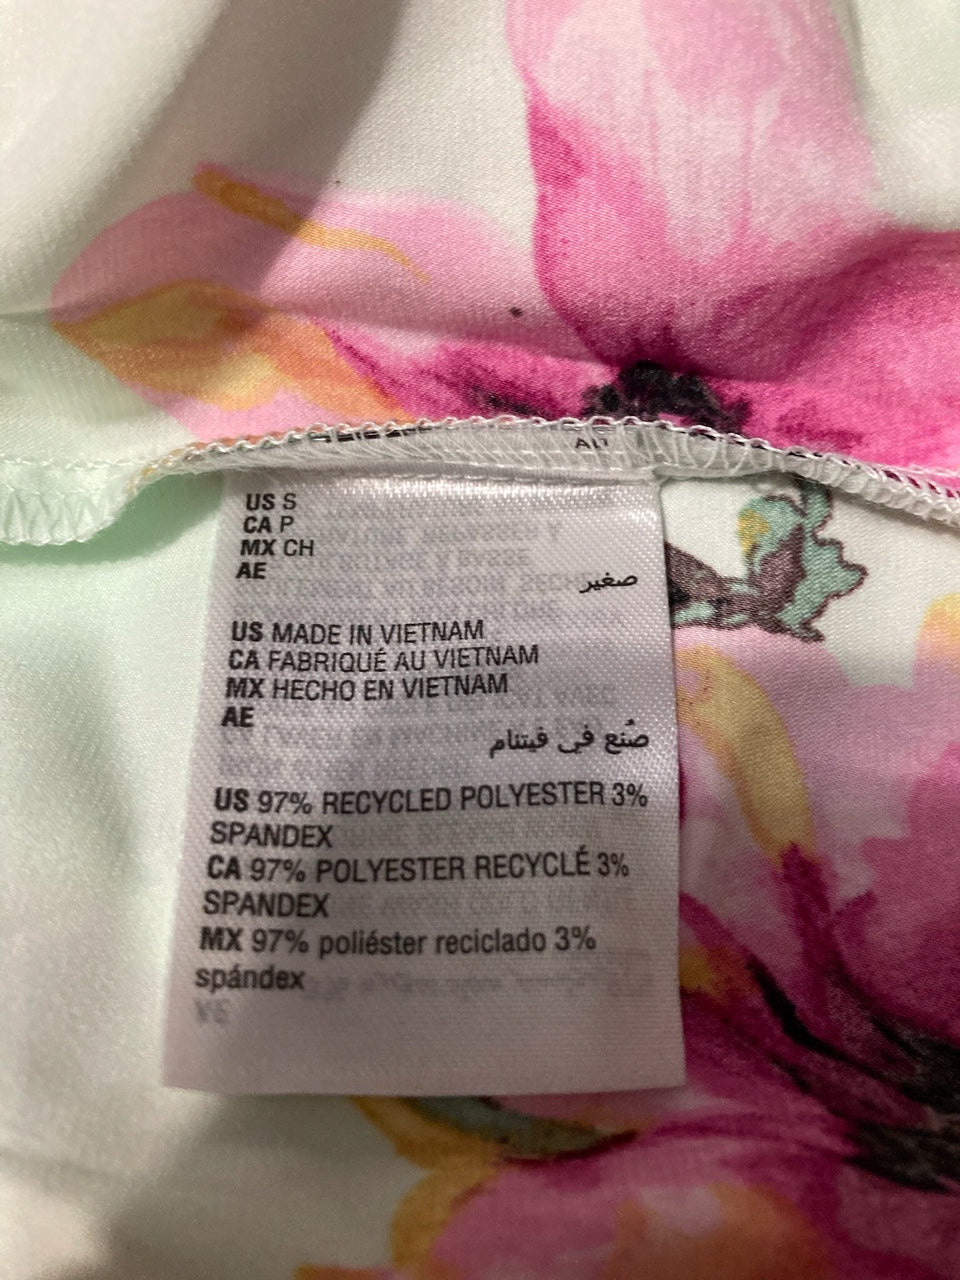 US S
CA P
MX CH
AE
صغير
US MADE IN VIETNAM
CA FABRIQUÉ AU VIETNAM
MX HECHO EN VIETNAM
AE
صُنع في فيتنام
US 97% RECYCLED POLYESTER 3%
SPANDEX
CA 97% POLYESTER RECYCLÉ 3%
SPANDEX
MX 97% poliéster reciclado 3%
spándex